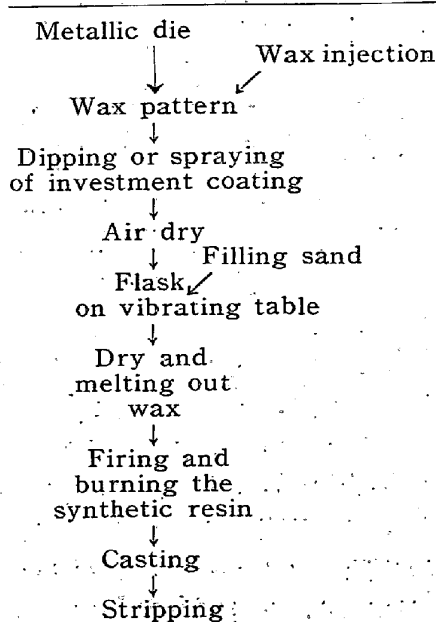 Metallic die
Wax injection
Wax pattern
Dipping or spraying
of investment coating
Air dry
Filling sand
Flask
on vibrating table
Dry and
melting out
wax
Firing and
burning the
synthetic resin
Casting
Stripping